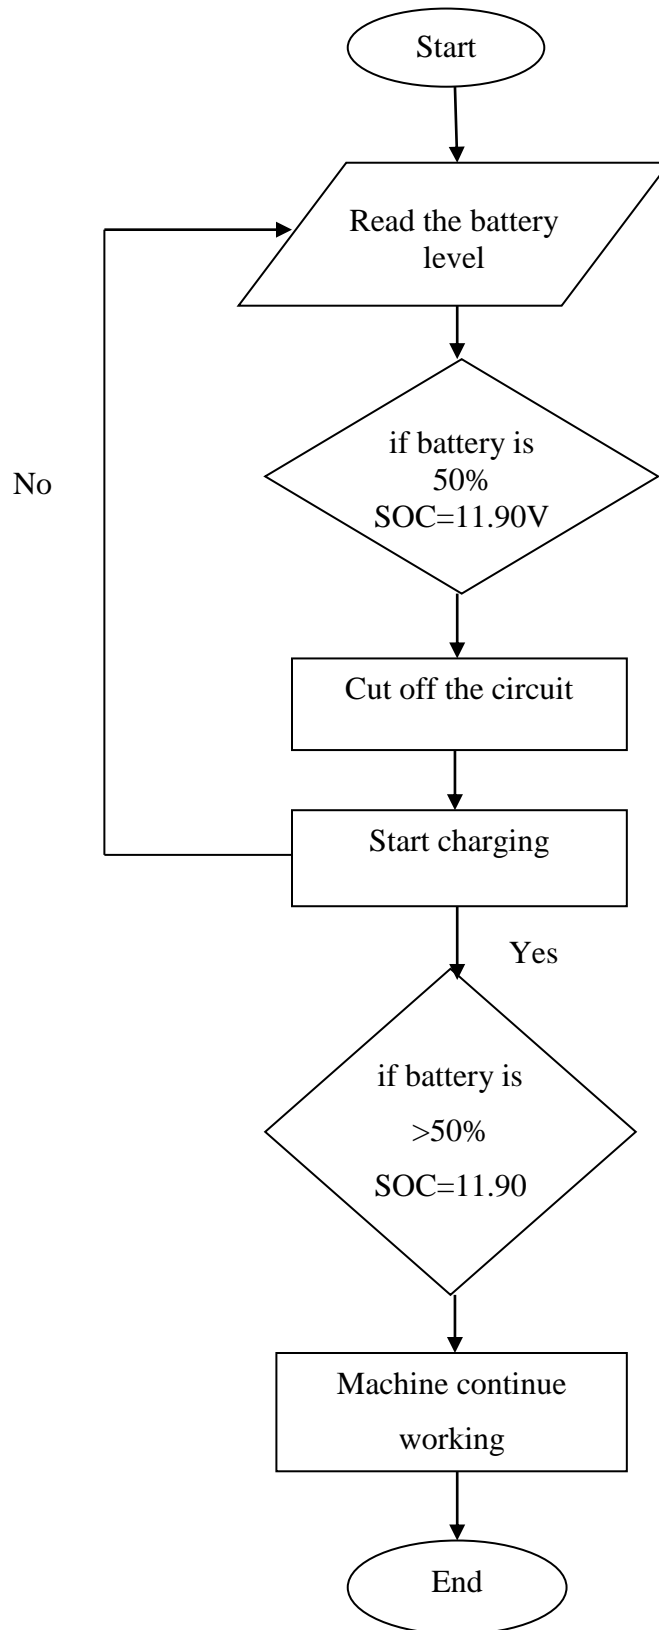 Start
Read the battery
level
if battery is
50%
SOC=11.90V
No
Cut off the circuit
Start charging
Yes
if battery is
>50%
SOC=11.90
Machine continue
working
End